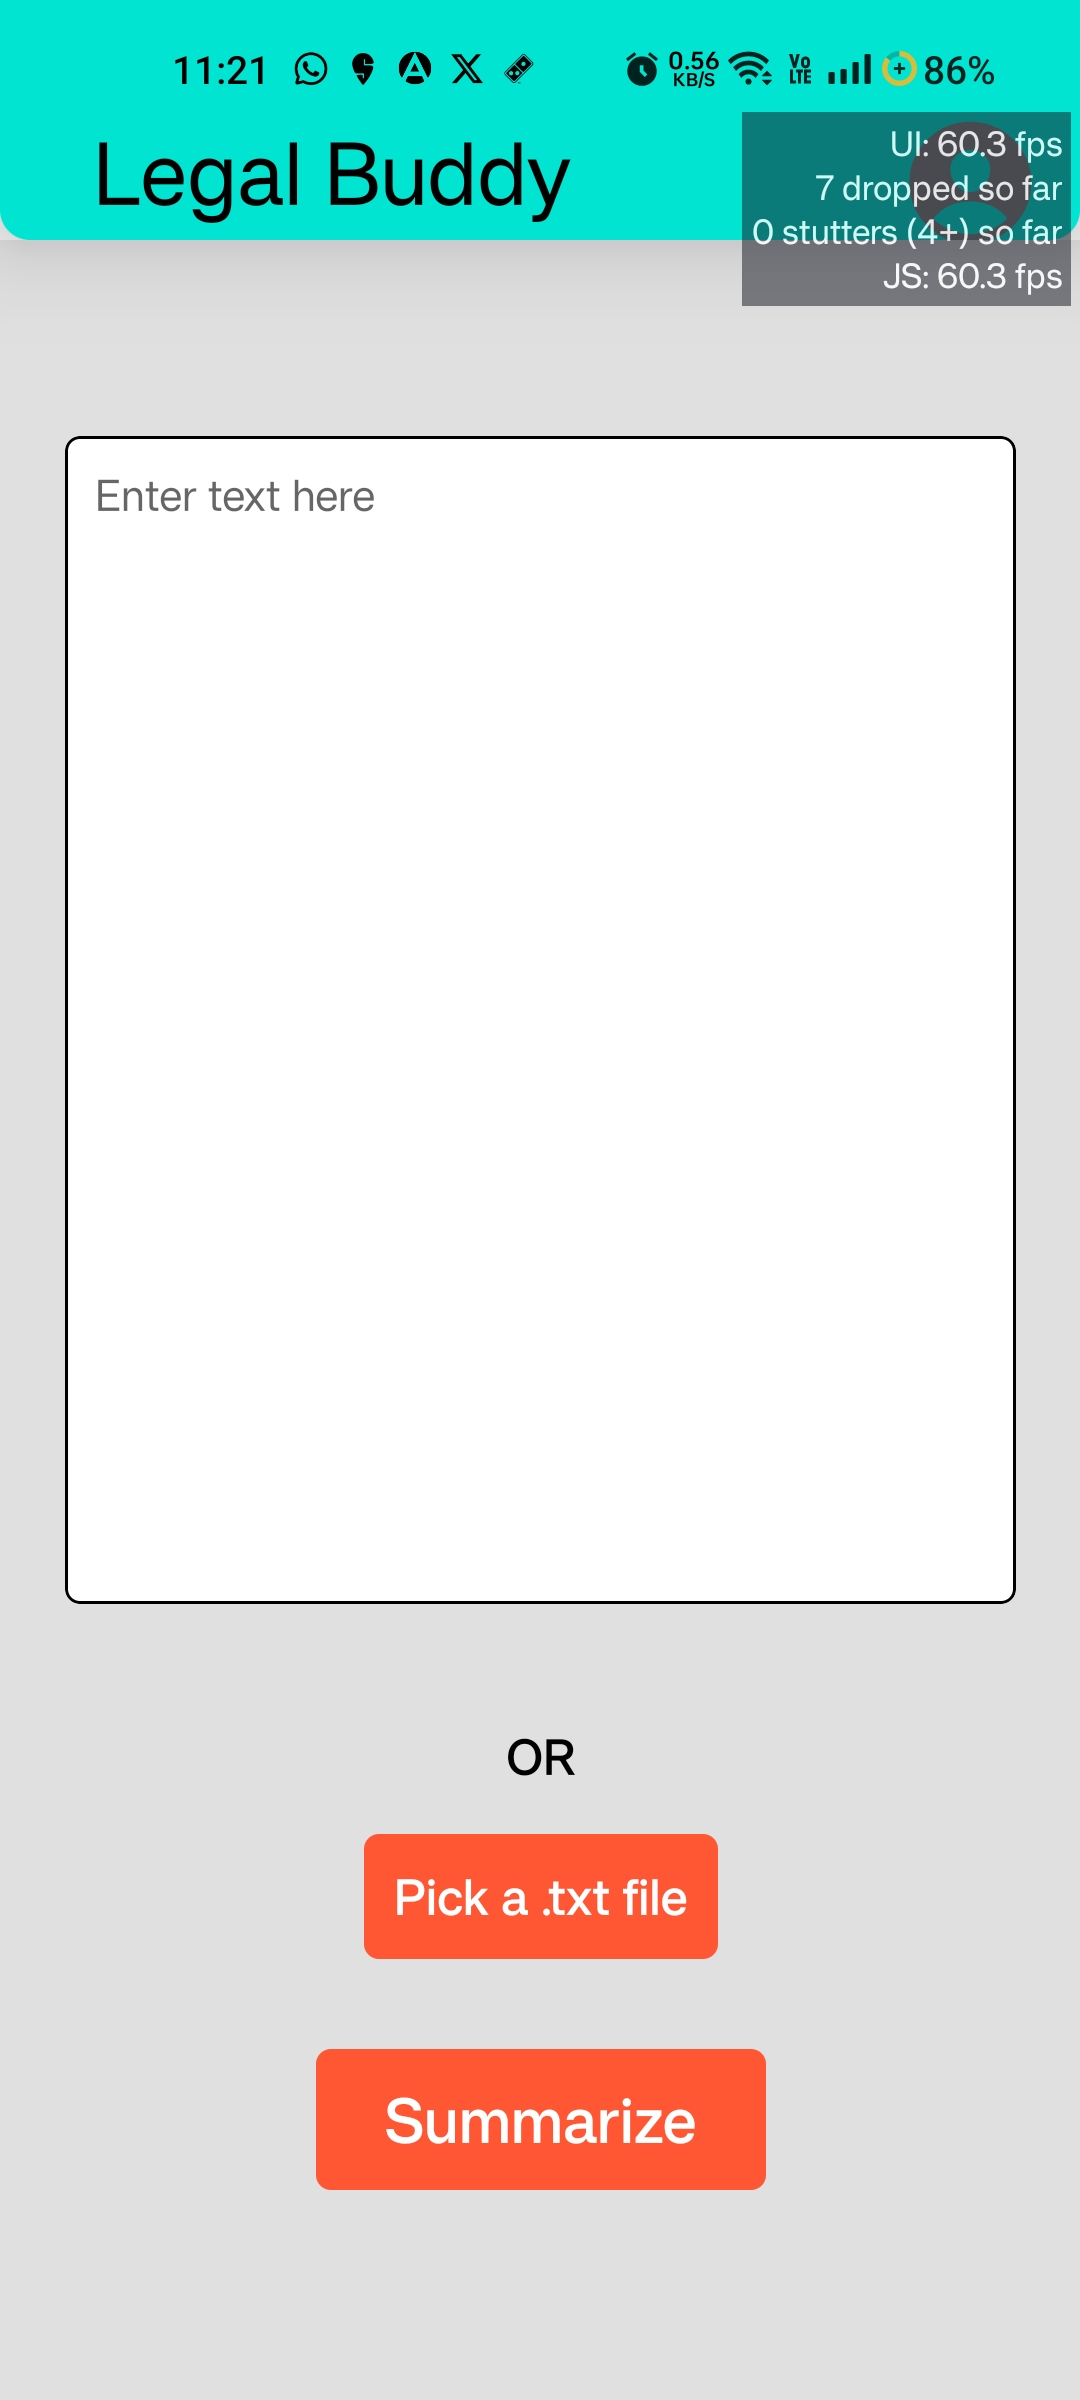 11:21 0.56 KB/S Vo LTE 86%
Legal Buddy
UI: 60.3 fps
7 dropped so far
0 stutters (4+) so far
JS: 60.3 fps
Enter text here
OR
Pick a .txt file
Summarize